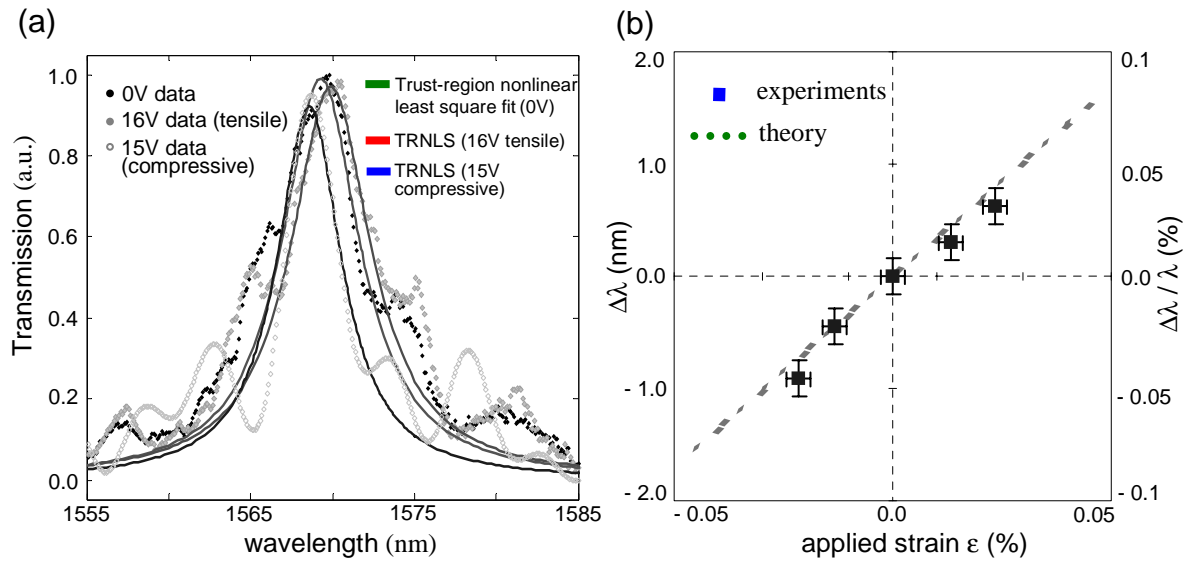 (a)
Transmission (a.u.)
1.0
0.8
0.6
0.4
0.2
0.0
0V data
16V data (tensile)
15V data
(compressive)
Trust-region nonlinear
least square fit (0V)
TRNLS (16V tensile)
TRNLS (15V
compressive)
1555
1565
1575
1585
wavelength (nm)
(b)
Δλ (nm)
2.0
1.0
0.0
- 1.0
- 2.0
experiments
theory
0.1
0.05
0.0
-0.05
- 0.1
Δλ / λ (%)
- 0.05
0.0
0.05
applied strain ε (%)